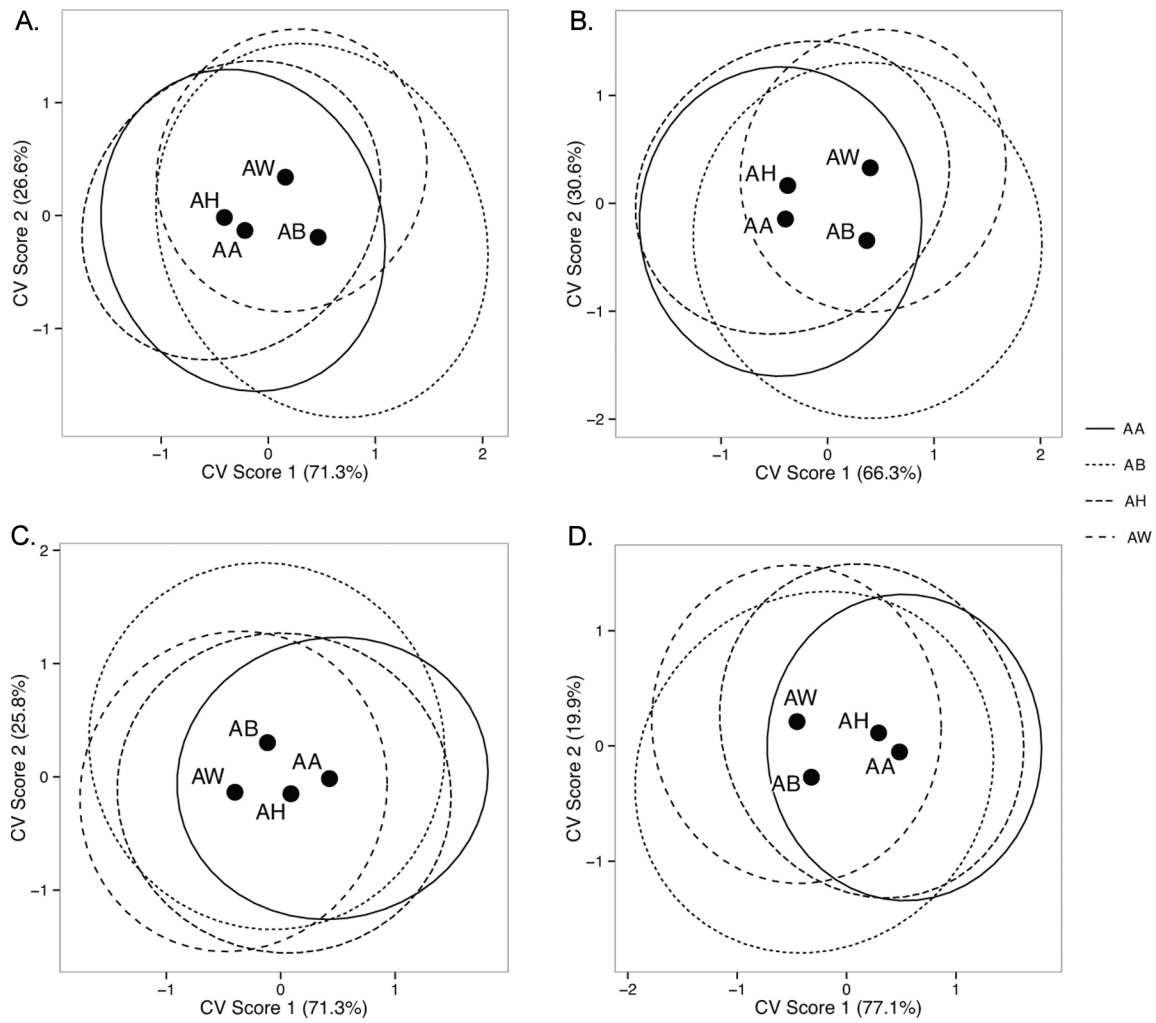 A.
1
0
−1
CV Score 2 (26.6%)
AW
AH
AA
AB
−1
0
1
2
CV Score 1 (71.3%)
B.
1
0
−1
−2
CV Score 2 (30.6%)
AW
AH
AA
AB
−1
0
1
2
CV Score 1 (66.3%)
AA
AB
AH
AW
C.
2
1
0
−1
CV Score 2 (25.8%)
AB
AA
AW
AH
−1
0
1
CV Score 1 (71.3%)
D.
1
0
−1
CV Score 2 (19.9%)
AW
AH
AA
AB
−2
−1
0
1
CV Score 1 (77.1%)